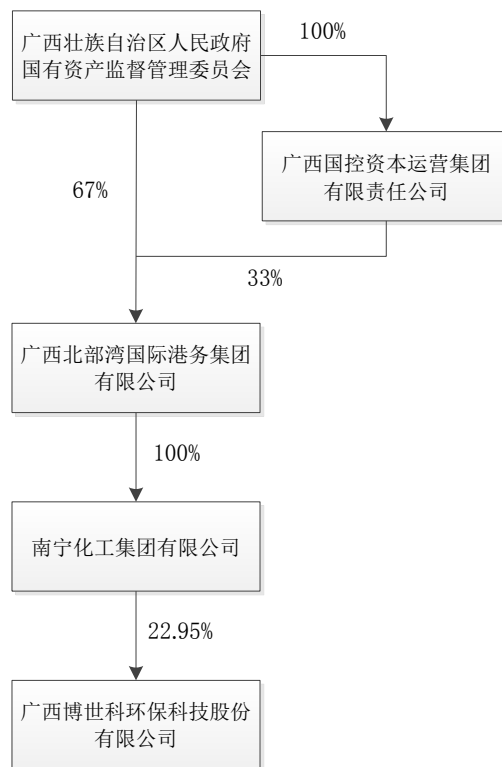 广西壮族自治区人民政府
国有资产监督管理委员会
100%
广西国控资本运营集团
有限责任公司
67%
33%
广西北部湾国际港务集团
有限公司
100%
南宁化工集团有限公司
22.95%
广西博世科环保科技股份
有限公司